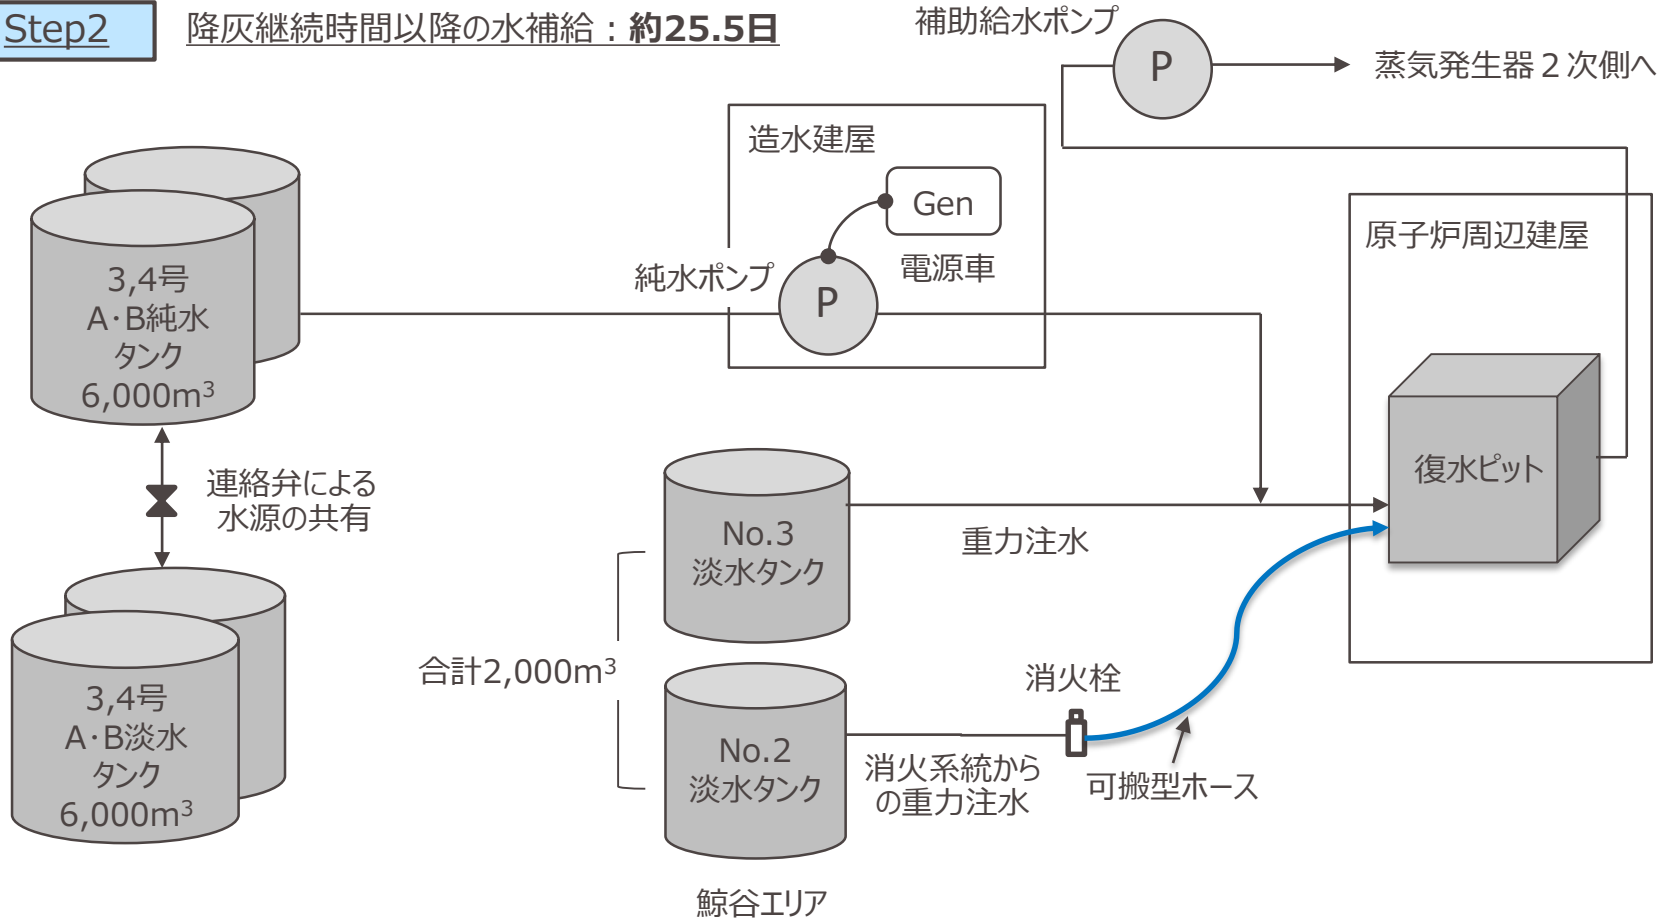 Step2
降灰継続時間以降の水補給：約25.5日
補助給水ポンプ
P
蒸気発生器２次側へ
造水建屋
Gen
電源車
純水ポンプ
P
原子炉周辺建屋
3,4号
A･B純水
タンク
6,000m³
復水ピット
連絡弁による
水源の共有
No.3
淡水タンク
重力注水
合計2,000m³
消火栓
3,4号
A･B淡水
タンク
6,000m³
No.2
淡水タンク
消火系統から
の重力注水
可搬型ホース
鯨谷エリア